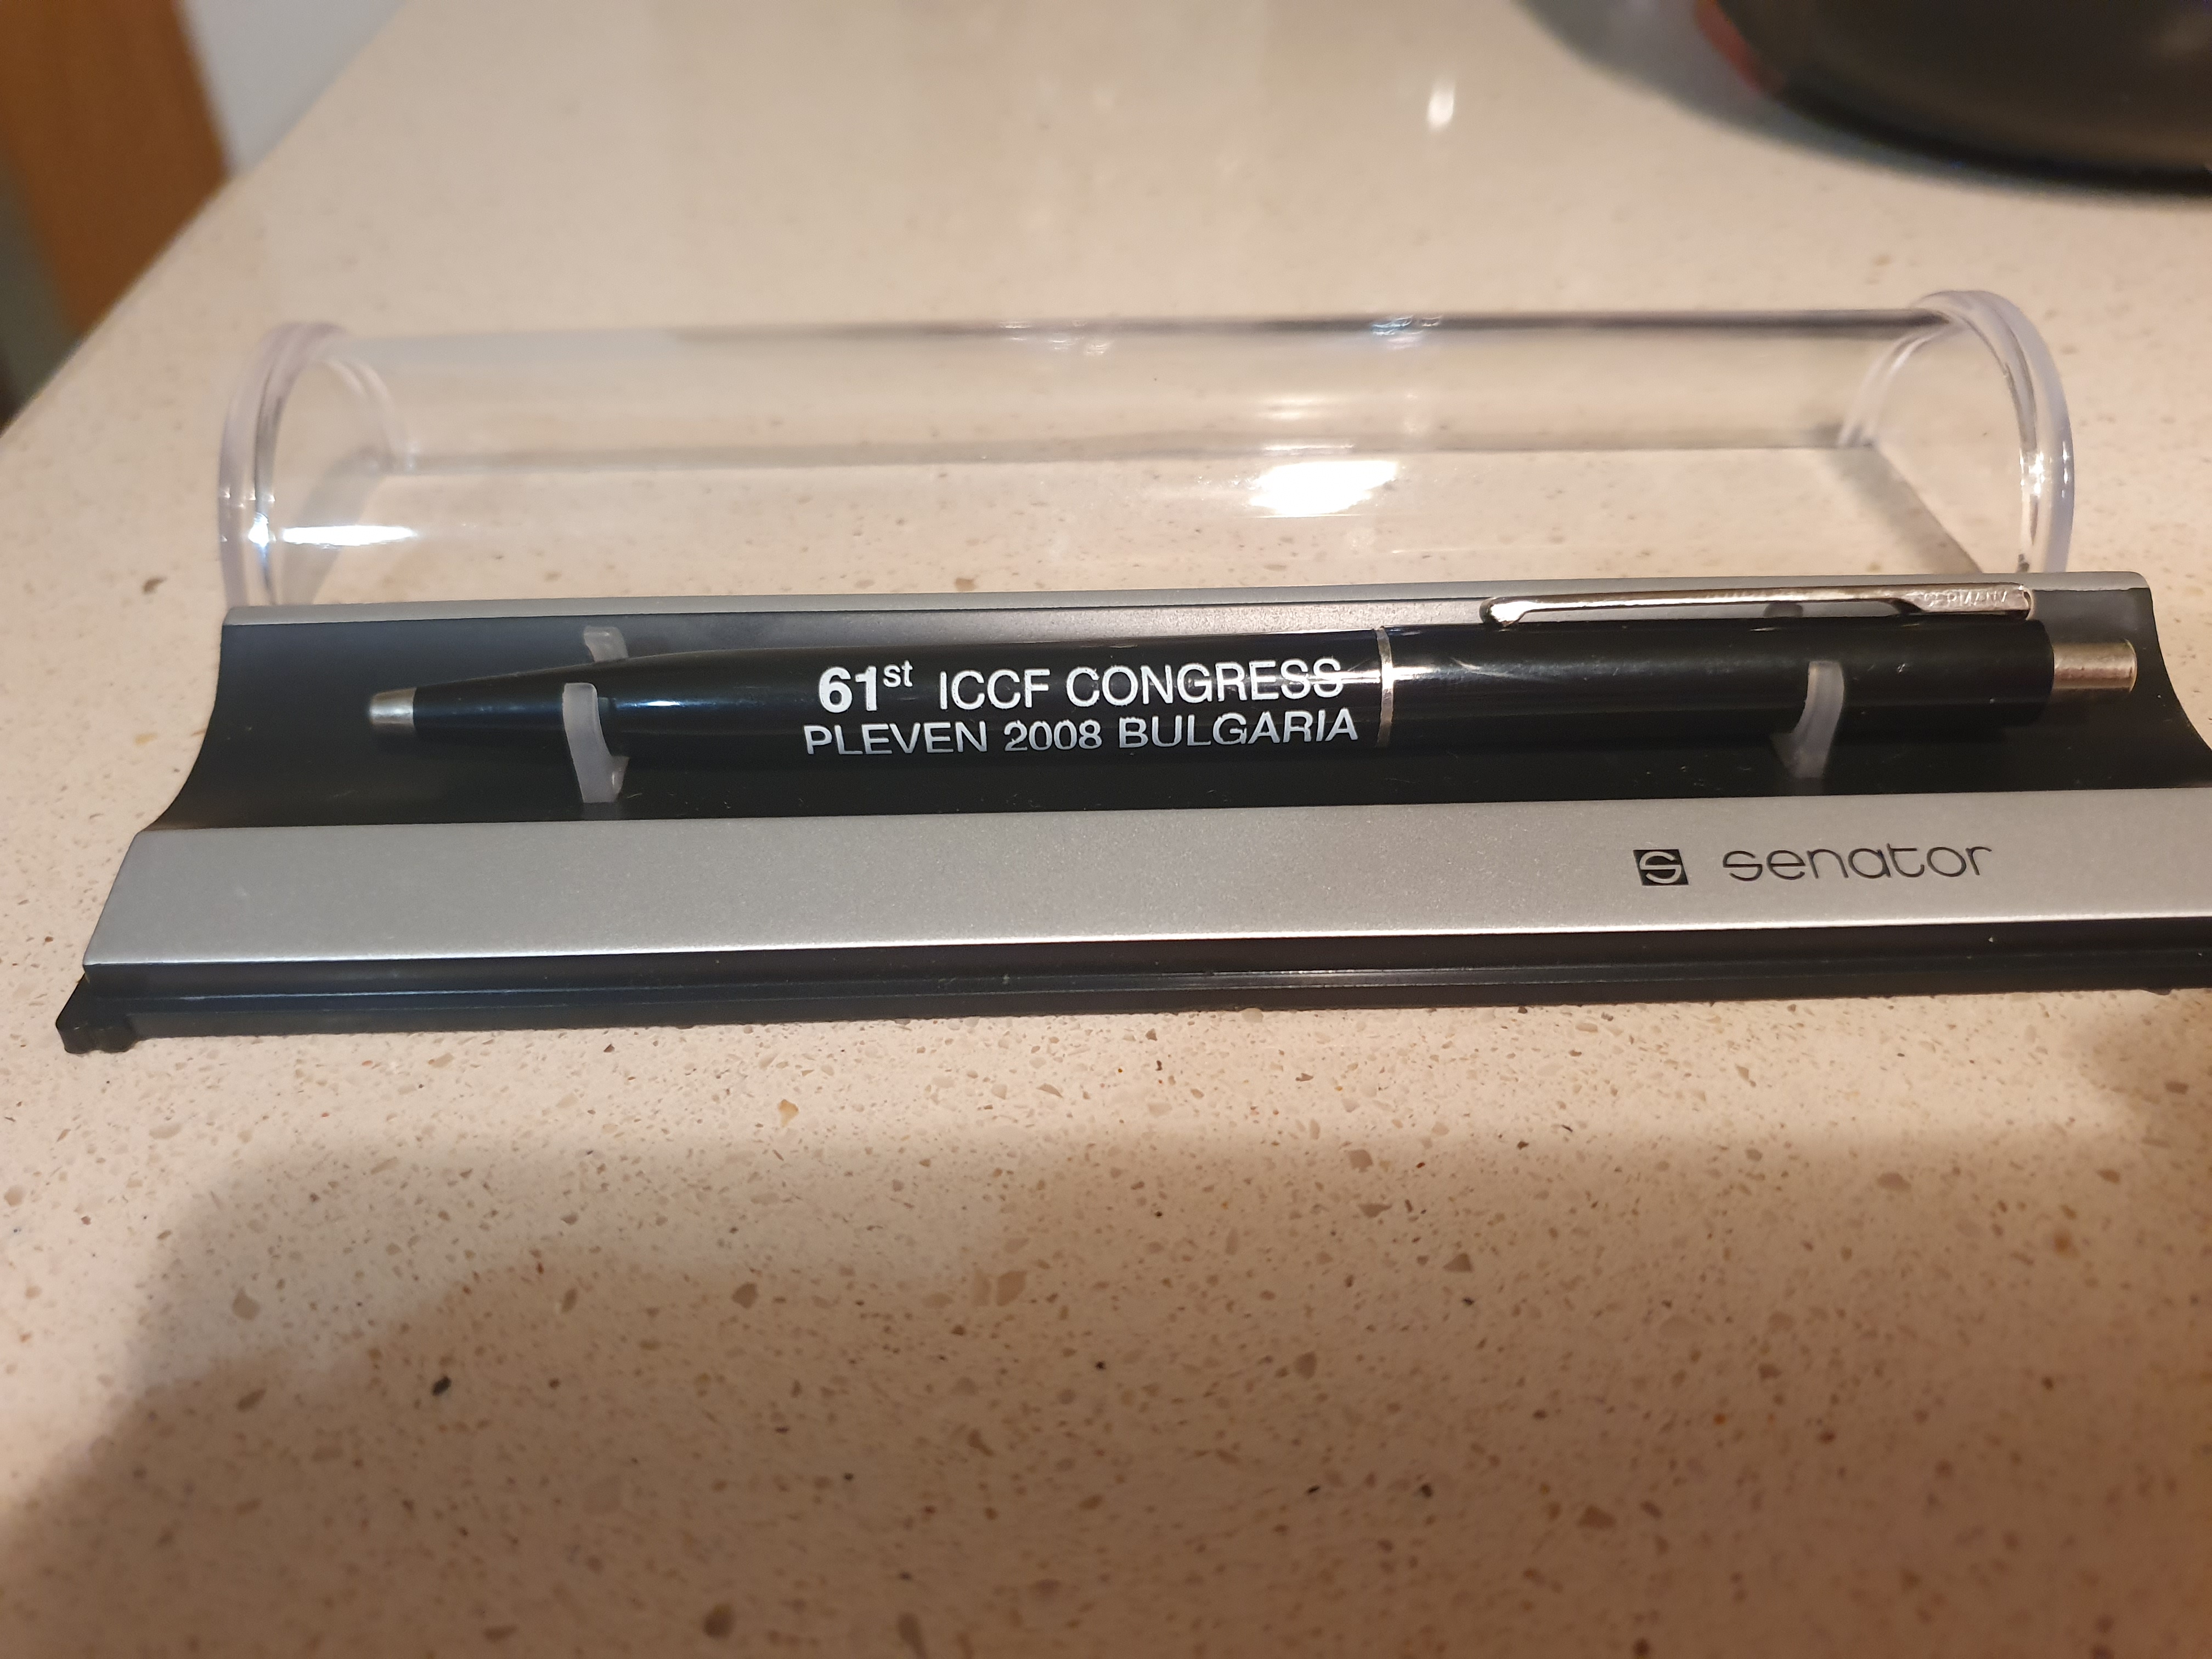 GERMANY
61st ICCF CONGRESS
PLEVEN 2008 BULGARIA
S senator